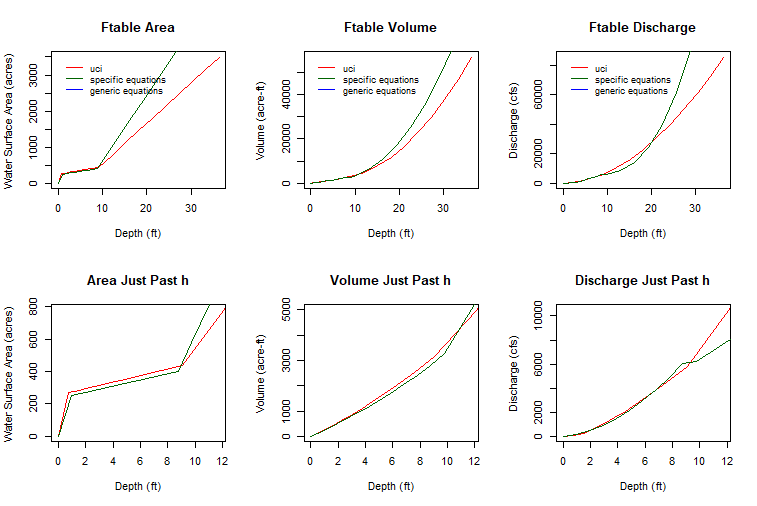 Ftable Area
Water Surface Area (acres)
0 1000 2000 3000
uci
specific equations
generic equations
0 10 20 30
Depth (ft)
Ftable Volume
Volume (acre-ft)
0 20000 40000
uci
specific equations
generic equations
0 10 20 30
Depth (ft)
Ftable Discharge
Discharge (cfs)
0 20000 60000
uci
specific equations
generic equations
0 10 20 30
Depth (ft)
Area Just Past h
Water Surface Area (acres)
0 200 400 600 800
0 2 4 6 8 10 12
Depth (ft)
Volume Just Past h
Volume (acre-ft)
0 1000 3000 5000
0 2 4 6 8 10 12
Depth (ft)
Discharge Just Past h
Discharge (cfs)
0 2000 6000 10000
0 2 4 6 8 10 12
Depth (ft)